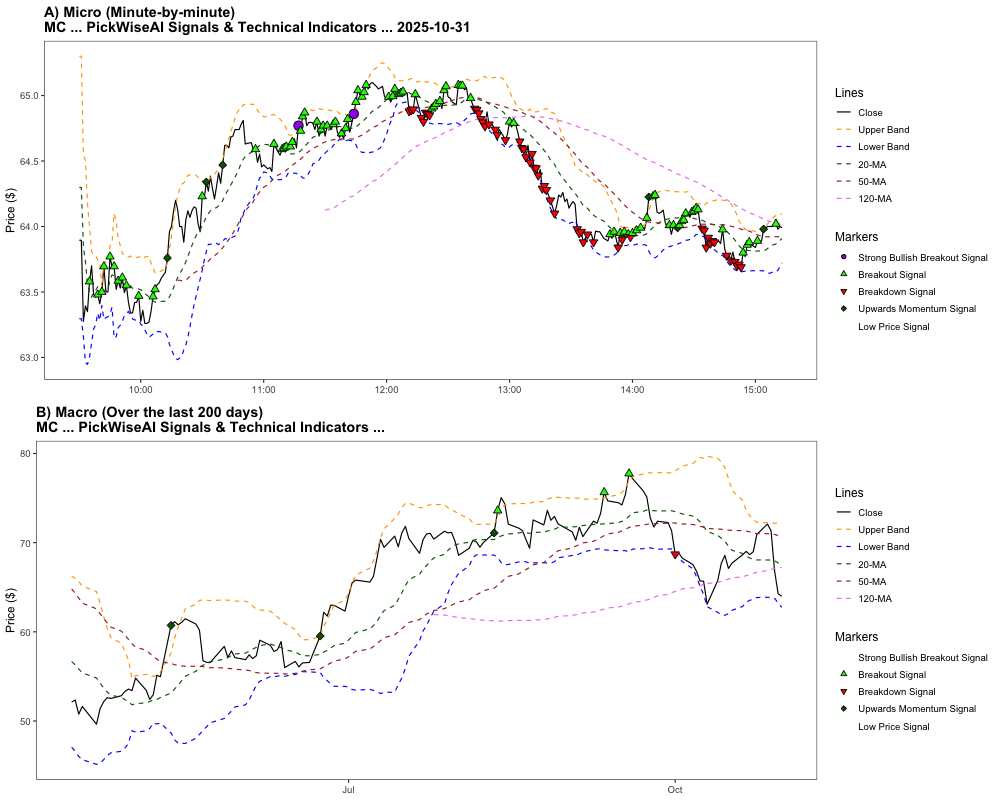 A) Micro (Minute-by-minute)
MC ... PickWiseAI Signals & Technical Indicators ... 2025-10-31
Price ($)
65.0
64.5
64.0
63.5
63.0
10:00
11:00
12:00
13:00
14:00
15:00
Lines
Close
Upper Band
Lower Band
20-MA
50-MA
120-MA
Markers
Strong Bullish Breakout Signal
Breakout Signal
Breakdown Signal
Upwards Momentum Signal
Low Price Signal
B) Macro (Over the last 200 days)
MC ... PickWiseAI Signals & Technical Indicators ...
Price ($)
80
70
60
50
Jul
Oct
Lines
Close
Upper Band
Lower Band
20-MA
50-MA
120-MA
Markers
Strong Bullish Breakout Signal
Breakout Signal
Breakdown Signal
Upwards Momentum Signal
Low Price Signal